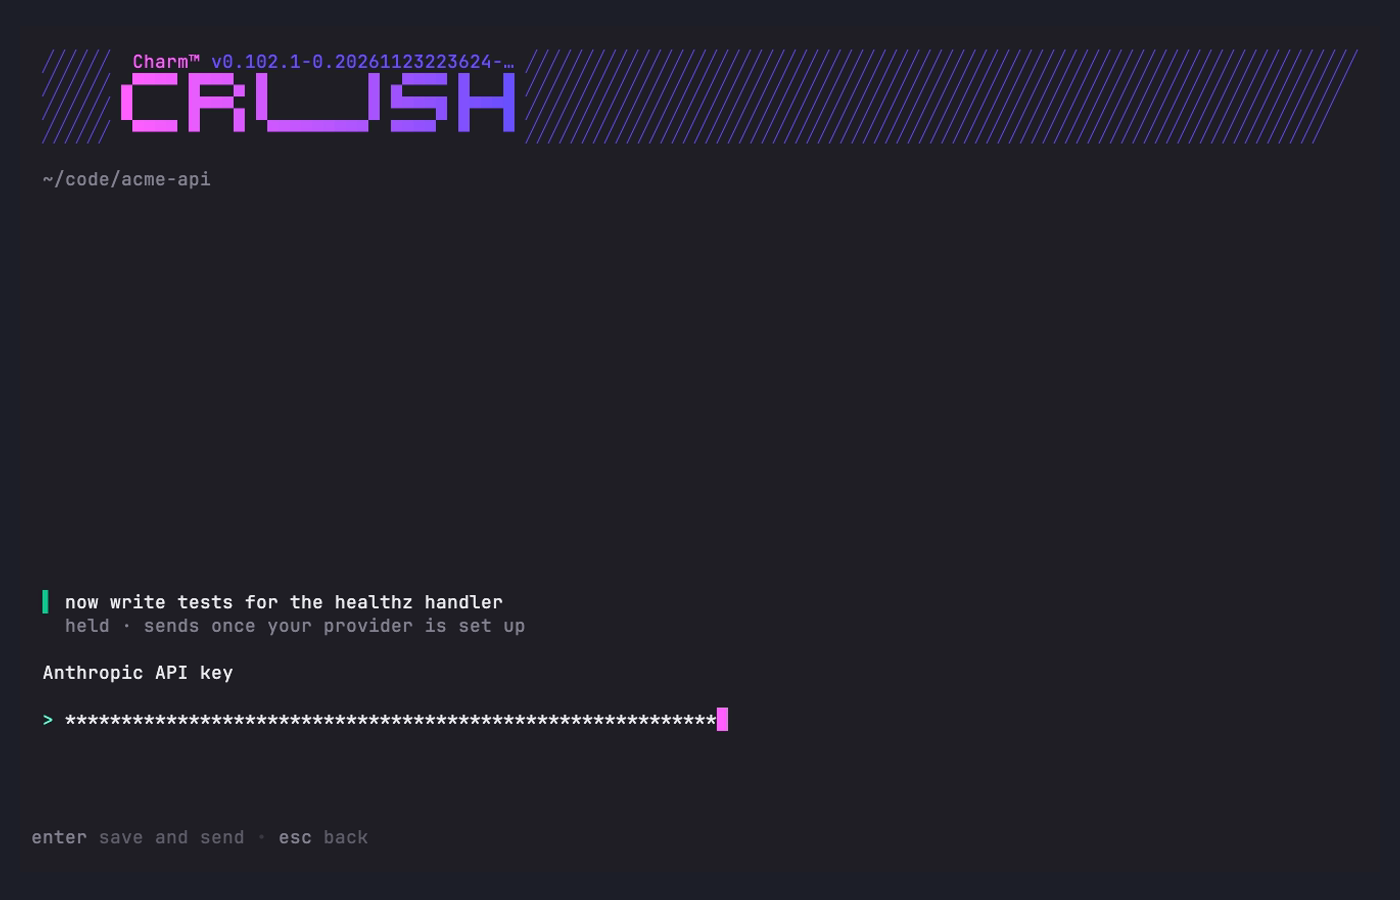 Charm™ v0.102.1-0.20261123223624-…
CRUSH
~/code/acme-api
now write tests for the healthz handler
held · sends once your provider is set up
Anthropic API key
> **********************************************************
enter save and send · esc back